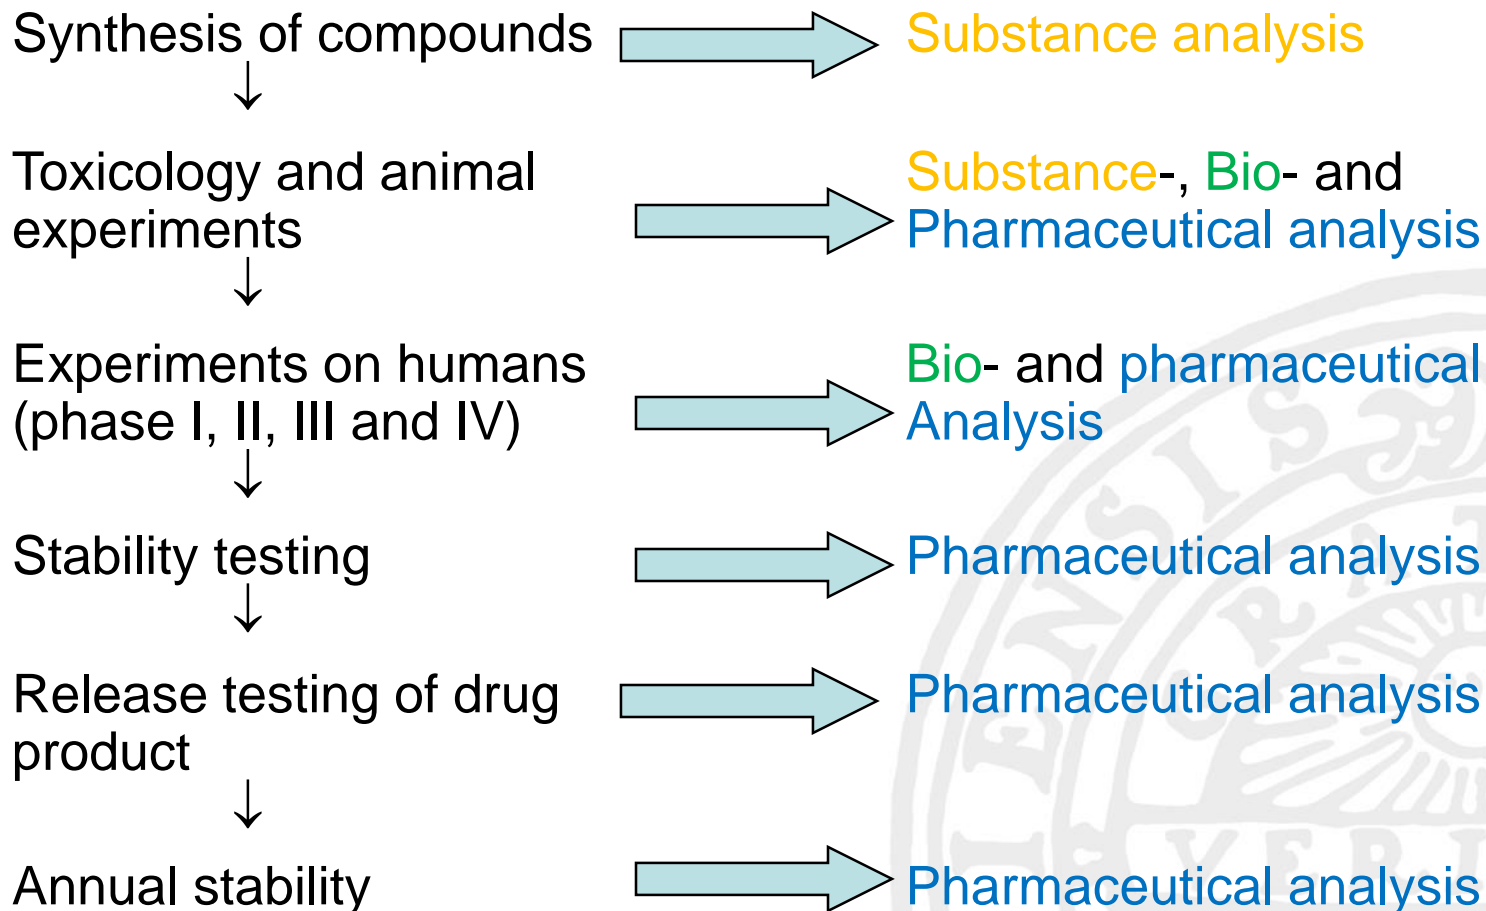 Synthesis of compounds
Substance analysis
Toxicology and animal
experiments
Substance-, Bio- and
Pharmaceutical analysis
Experiments on humans
(phase I, II, III and IV)
Bio- and pharmaceutical
Analysis
Stability testing
Pharmaceutical analysis
Release testing of drug
product
Pharmaceutical analysis
Annual stability
Pharmaceutical analysis